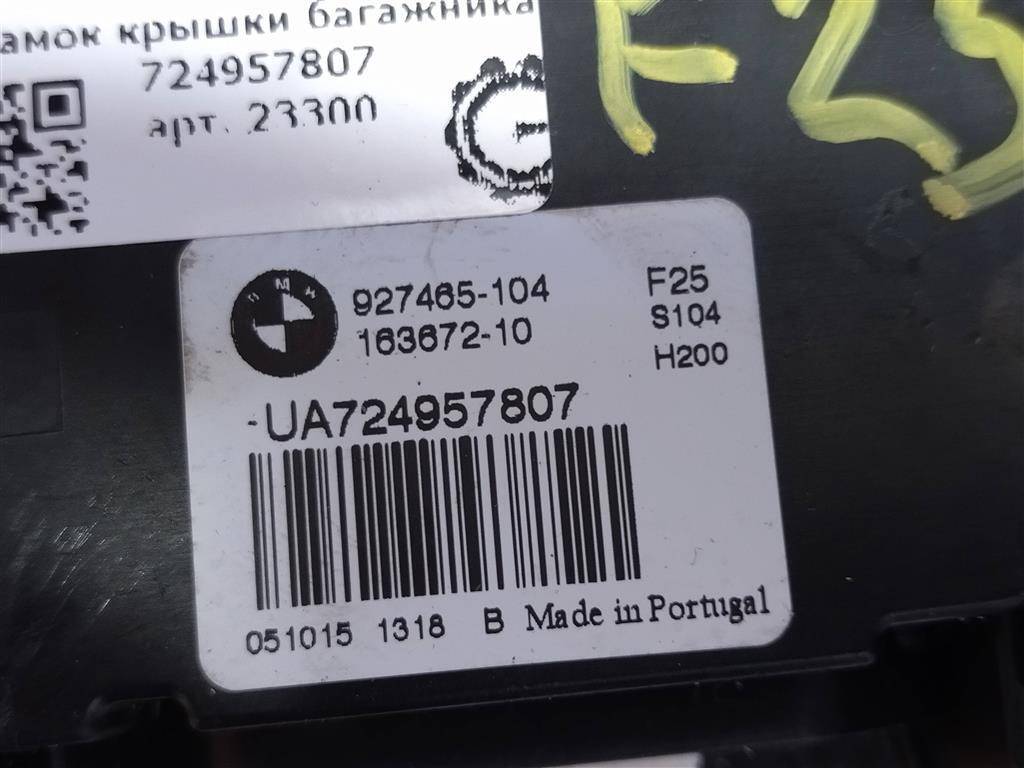 амок крышки багажника
724957807
арт. 23300
F25
BMW
927465-104
163672-10
F25
S104
H200
-UA724957807
051015 1318 B Made in Portugal